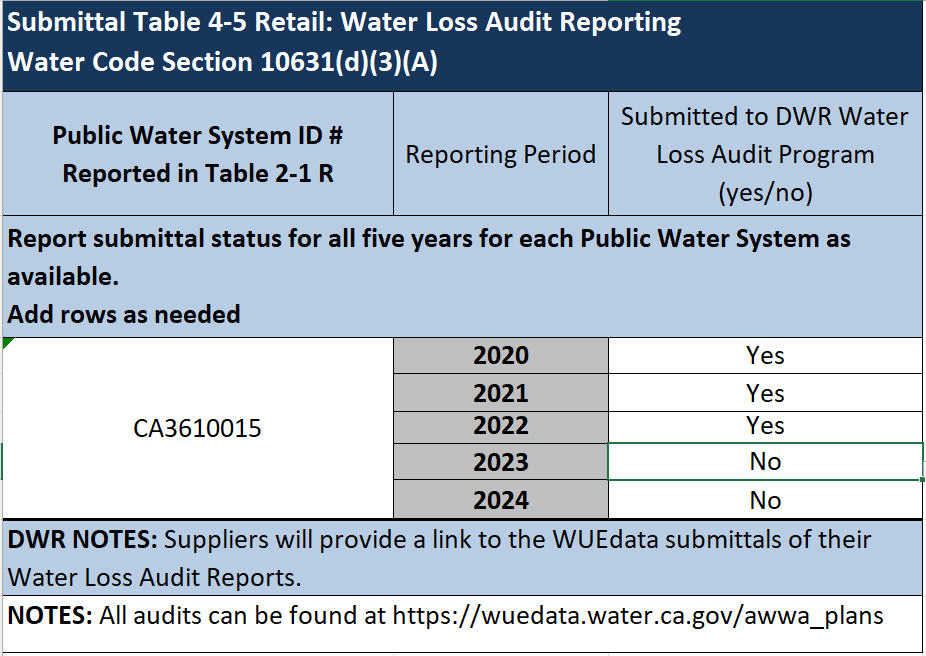 Submittal Table 4-5 Retail: Water Loss Audit Reporting
Water Code Section 10631(d)(3)(A)
Public Water System ID #
Reported in Table 2-1 R
Reporting Period
Submitted to DWR Water
Loss Audit Program
(yes/no)
Report submittal status for all five years for each Public Water System as
available.
Add rows as needed
CA3610015
2020 Yes
2021 Yes
2022 Yes
2023 No
2024 No
DWR NOTES: Suppliers will provide a link to the WUEdata submittals of their
Water Loss Audit Reports.
NOTES: All audits can be found at https://wuedata.water.ca.gov/awwa_plans